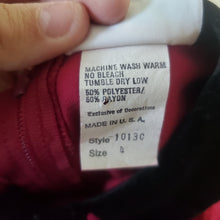 MACHINE WASH WARM
NO BLEACH
TUMBLE DRY LOW
50% POLYESTER/
50% RAYON
Exclusive of Decorations
MADE IN U.S.A.
Style 10130
Size 4